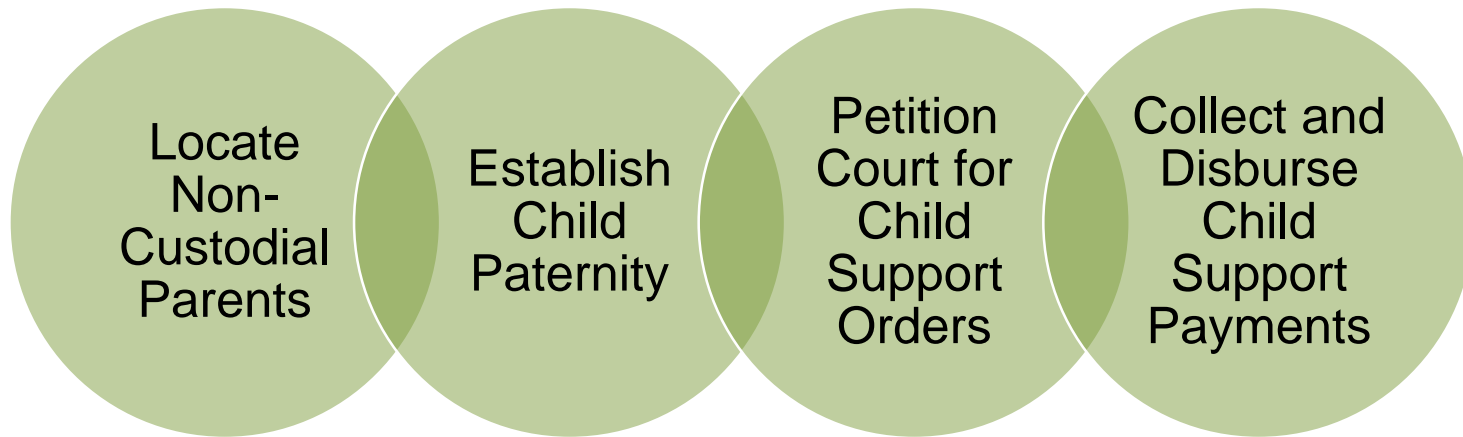 Locate
Non-
Custodial
Parents
Establish
Child
Paternity
Petition
Court for
Child
Support
Orders
Collect and
Disburse
Child
Support
Payments